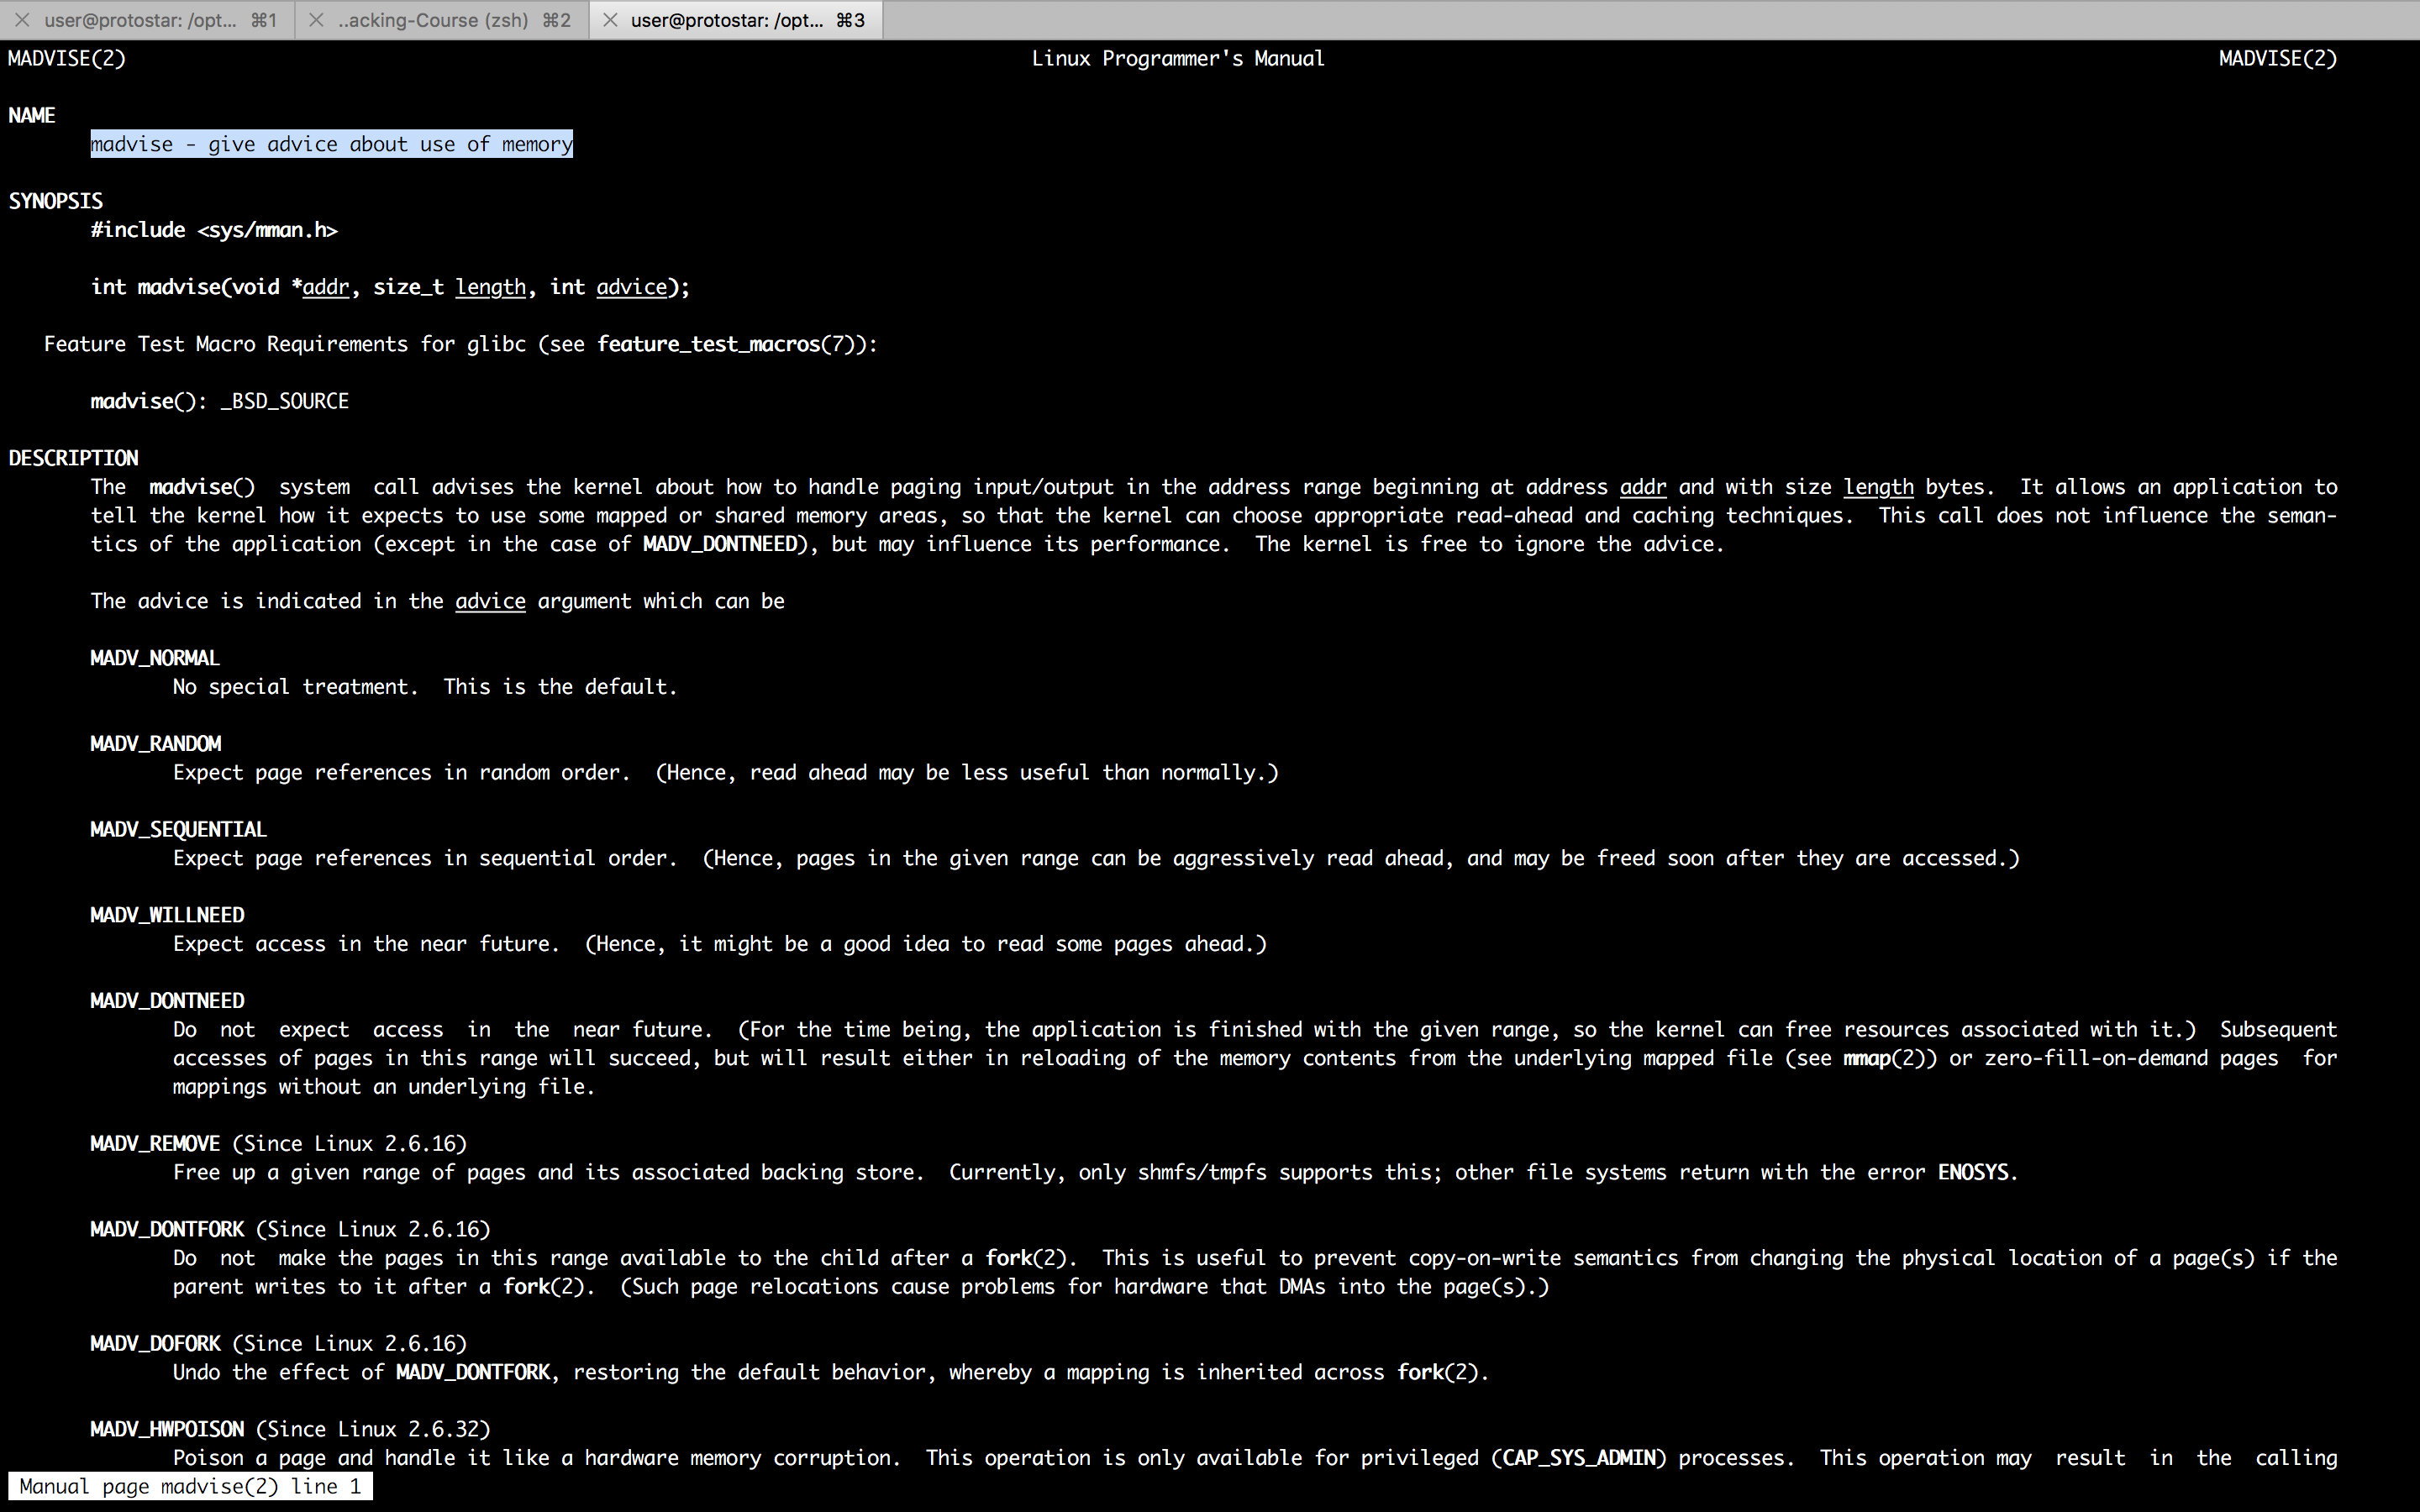 user@protostar: /opt... ⌘1
..acking-Course (zsh) ⌘2
user@protostar: /opt... ⌘3
MADVISE(2) Linux Programmer's Manual MADVISE(2)
NAME
madvise - give advice about use of memory
SYNOPSIS
#include <sys/mman.h>
int madvise(void *addr, size_t length, int advice);
Feature Test Macro Requirements for glibc (see feature_test_macros(7)):
madvise(): _BSD_SOURCE
DESCRIPTION
The madvise() system call advises the kernel about how to handle paging input/output in the address range beginning at address addr and with size length bytes. It allows an application to
tell the kernel how it expects to use some mapped or shared memory areas, so that the kernel can choose appropriate read-ahead and caching techniques. This call does not influence the seman-
tics of the application (except in the case of MADV_DONTNEED), but may influence its performance. The kernel is free to ignore the advice.
The advice is indicated in the advice argument which can be
MADV_NORMAL
No special treatment. This is the default.
MADV_RANDOM
Expect page references in random order. (Hence, read ahead may be less useful than normally.)
MADV_SEQUENTIAL
Expect page references in sequential order. (Hence, pages in the given range can be aggressively read ahead, and may be freed soon after they are accessed.)
MADV_WILLNEED
Expect access in the near future. (Hence, it might be a good idea to read some pages ahead.)
MADV_DONTNEED
Do not expect access in the near future. (For the time being, the application is finished with the given range, so the kernel can free resources associated with it.) Subsequent
accesses of pages in this range will succeed, but will result either in reloading of the memory contents from the underlying mapped file (see mmap(2)) or zero-fill-on-demand pages for
mappings without an underlying file.
MADV_REMOVE (Since Linux 2.6.16)
Free up a given range of pages and its associated backing store. Currently, only shmfs/tmpfs supports this; other file systems return with the error ENOSYS.
MADV_DONTFORK (Since Linux 2.6.16)
Do not make the pages in this range available to the child after a fork(2). This is useful to prevent copy-on-write semantics from changing the physical location of a page(s) if the
parent writes to it after a fork(2). (Such page relocations cause problems for hardware that DMAs into the page(s).)
MADV_DOFORK (Since Linux 2.6.16)
Undo the effect of MADV_DONTFORK, restoring the default behavior, whereby a mapping is inherited across fork(2).
MADV_HWPOISON (Since Linux 2.6.32)
Poison a page and handle it like a hardware memory corruption. This operation is only available for privileged (CAP_SYS_ADMIN) processes. This operation may result in the calling
Manual page madvise(2) line 1